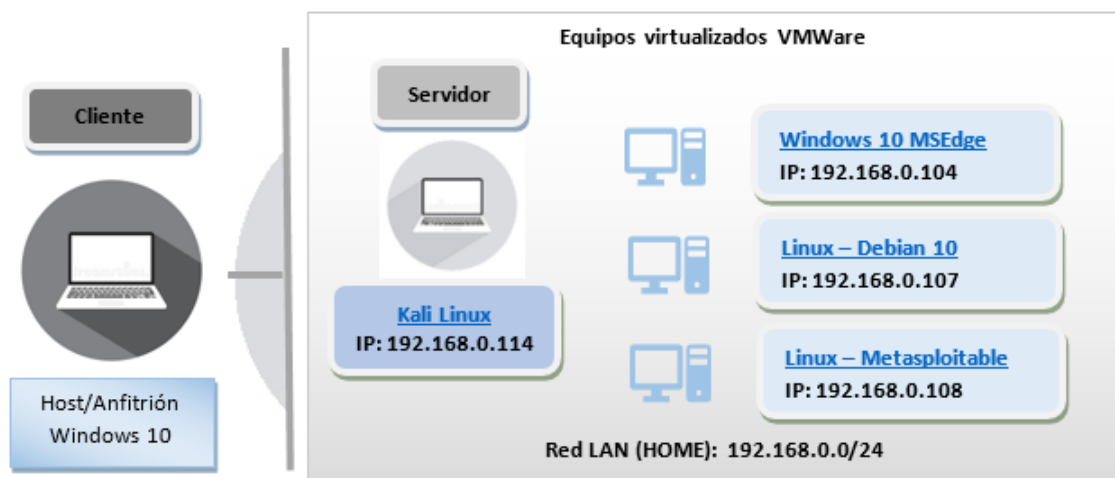 Equipos virtualizados VMWare
Cliente
Host/Anfitrión
Windows 10
Servidor
Kali Linux
IP: 192.168.0.114
Windows 10 MSEdge
IP: 192.168.0.104
Linux – Debian 10
IP: 192.168.0.107
Linux – Metasploitable
IP: 192.168.0.108
Red LAN (HOME): 192.168.0.0/24